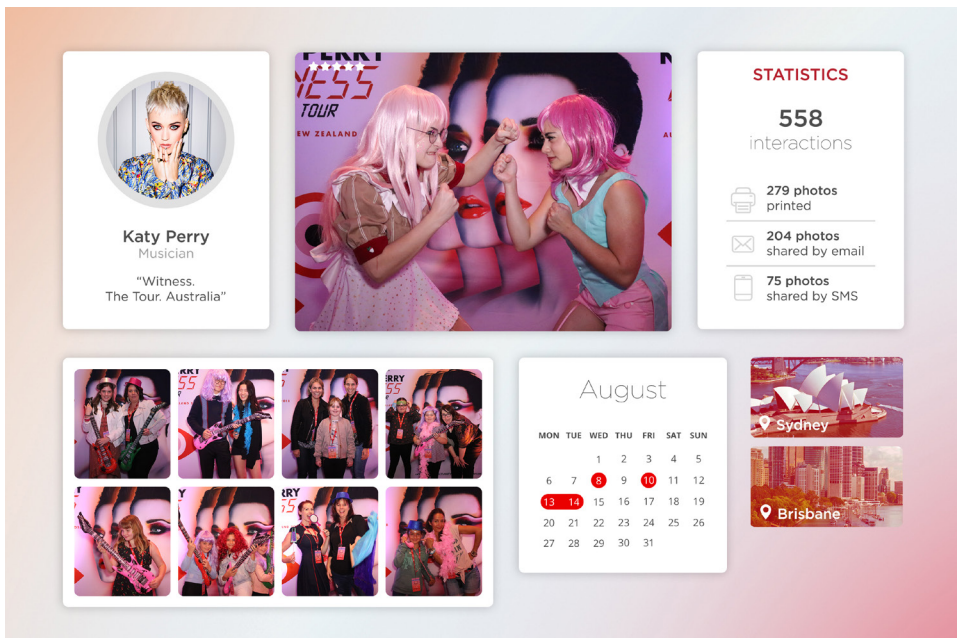 Katy Perry
Musician
“Witness.
The Tour. Australia”
PERRY
NESS
TOUR
NEW ZEALAND
STATISTICS
558
interactions
279 photos
printed
204 photos
shared by email
75 photos
shared by SMS
August
MON TUE WED THU FRI SAT SUN
1 2 3 4 5
6 7 8 9 10 11 12
13 14 15 16 17 18 19
20 21 22 23 24 25 26
27 28 29 30 31
Sydney
Brisbane